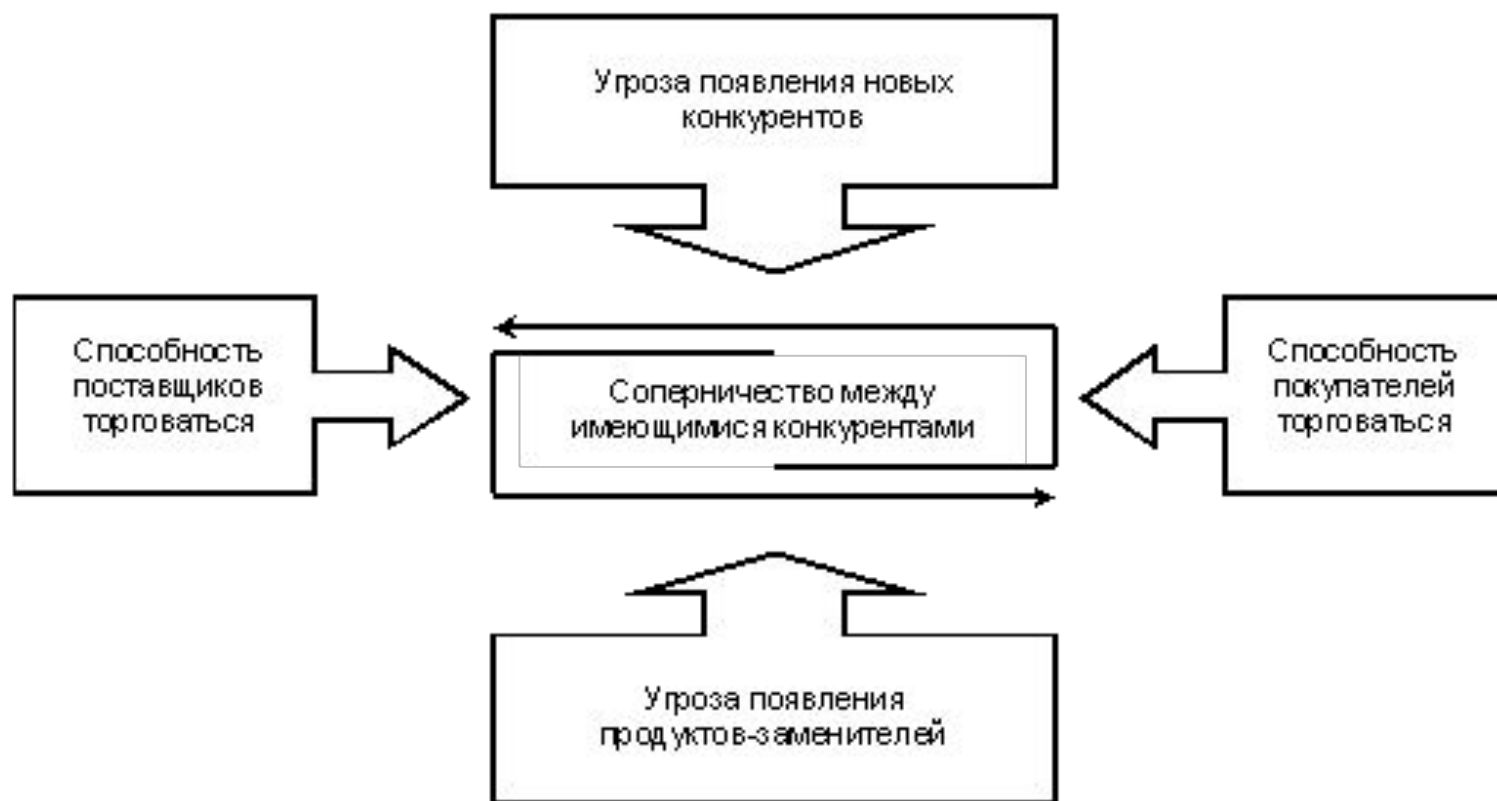 Угроза появления новых
конкурентов
Способность
поставщиков
торговаться
Соперничество между
имеющимися конкурентами
Способность
покупателей
торговаться
Угроза появления
продуктов-заменителей